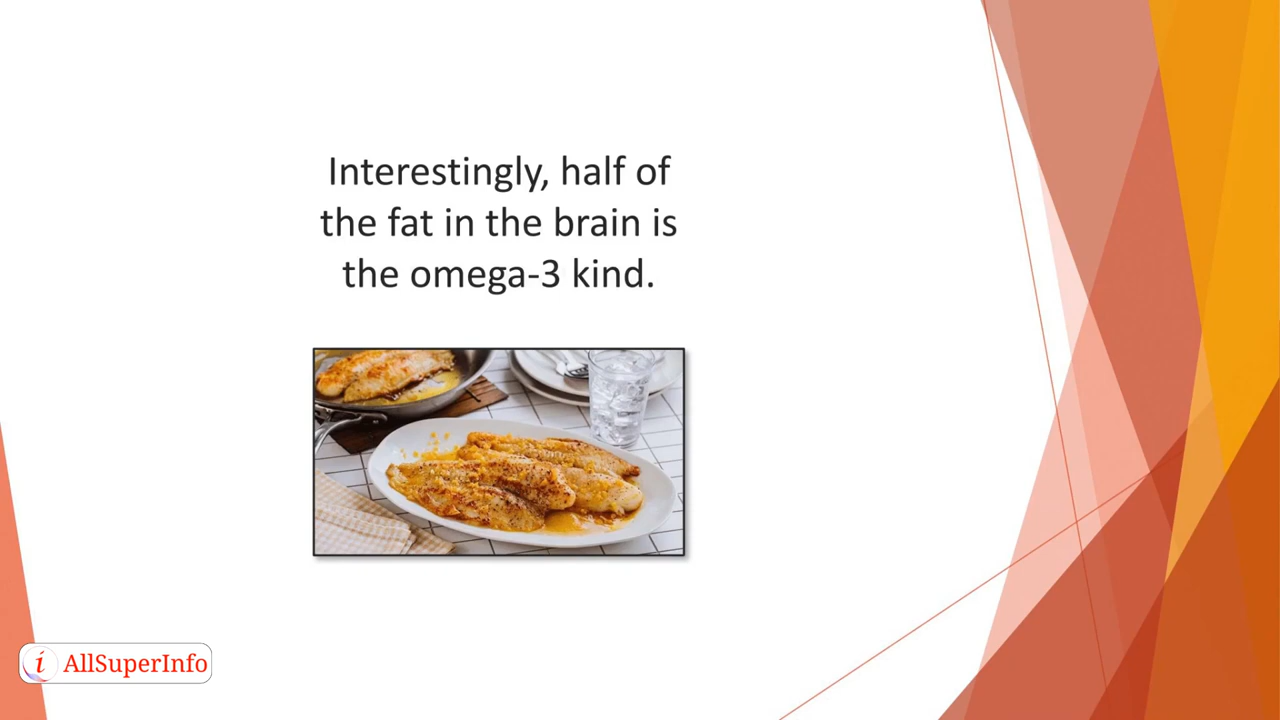 Interestingly, half of
the fat in the brain is
the omega-3 kind.
i AllSuperInfo